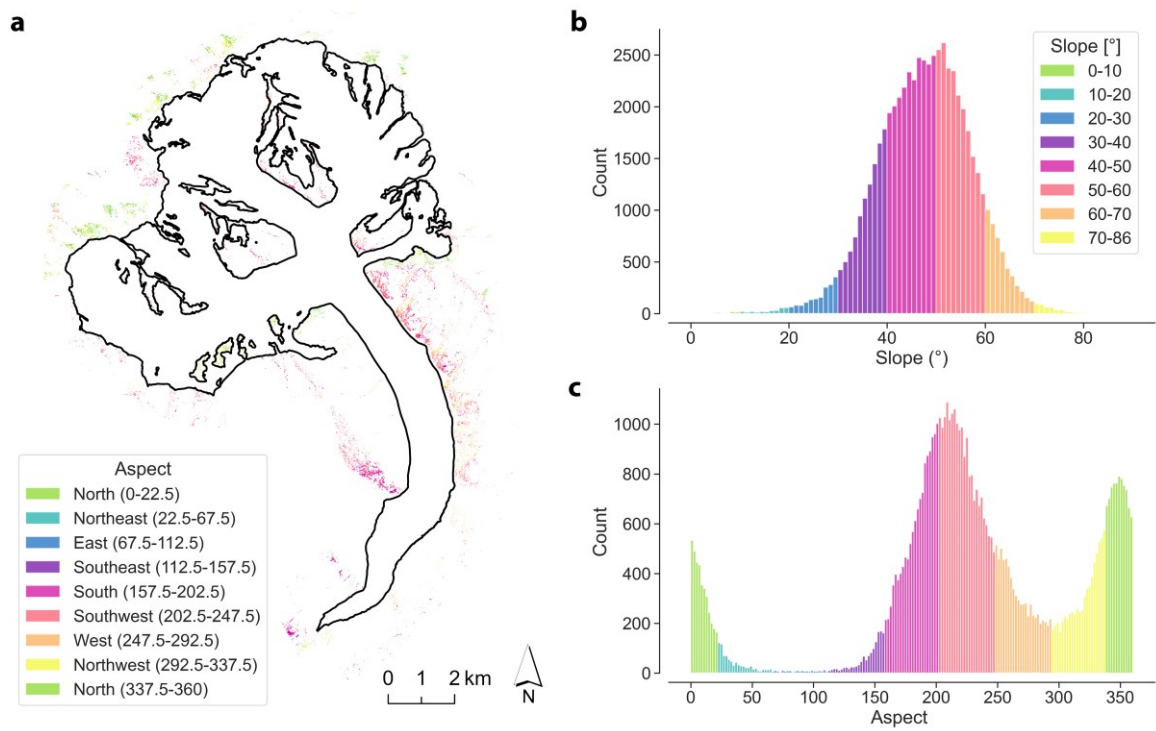 a
Aspect
North (0-22.5)
Northeast (22.5-67.5)
East (67.5-112.5)
Southeast (112.5-157.5)
South (157.5-202.5)
Southwest (202.5-247.5)
West (247.5-292.5)
Northwest (292.5-337.5)
North (337.5-360)
0 1 2 km
N
b
Count
2500
2000
1500
1000
500
0
0 20 40 60 80
Slope (°)
Slope [°]
0-10
10-20
20-30
30-40
40-50
50-60
60-70
70-86
c
Count
1000
800
600
400
200
0
0 50 100 150 200 250 300 350
Aspect